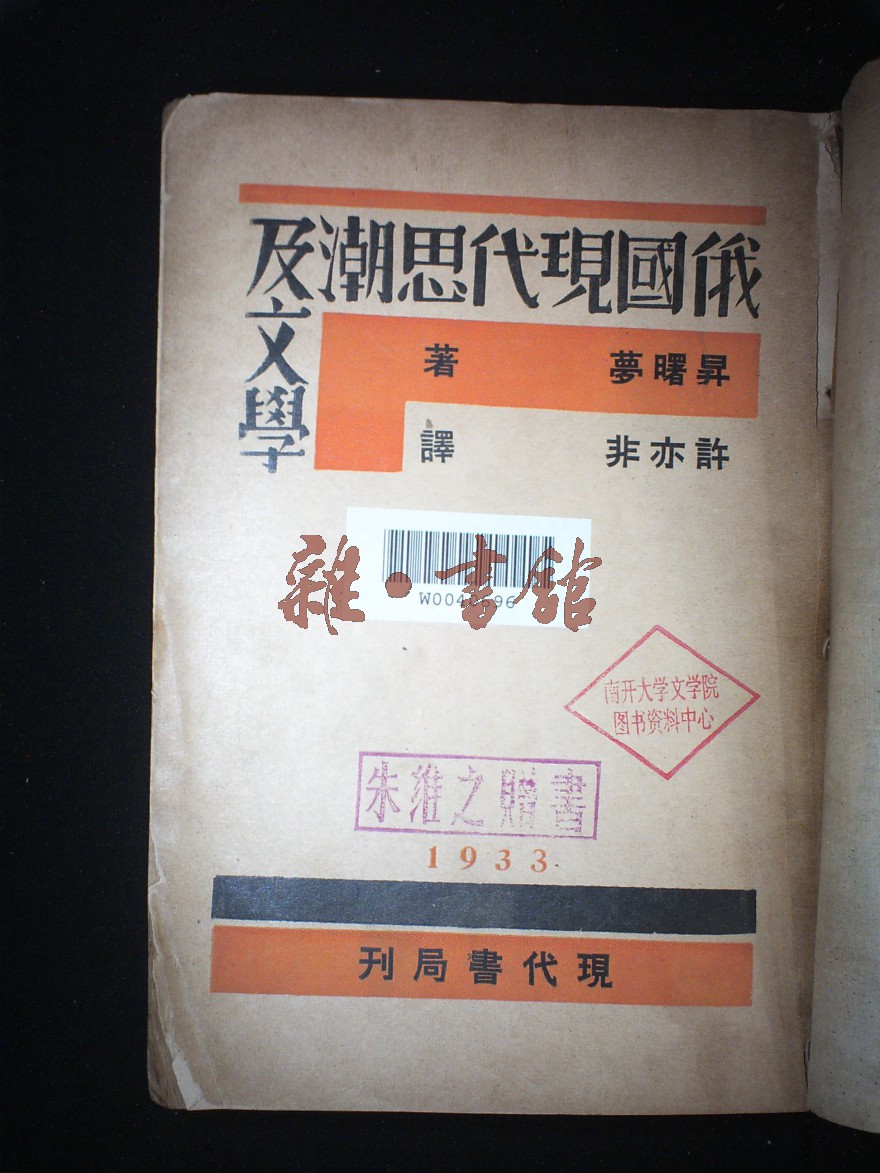 俄國現代思潮及文學
昇曙夢 著
許亦非 譯
雜·書館
南开大学文学院
图书资料中心
朱維之贈書
1933
現代書局刊